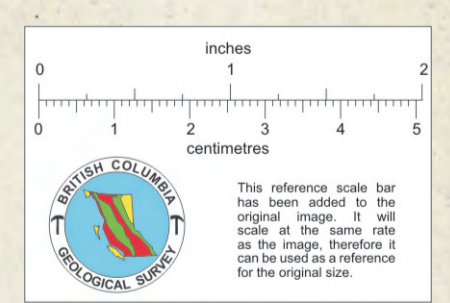 inches
0 1 2
0 1 2 3 4 5
centimetres
BRITISH COLUMBIA
GEOLOGICAL SURVEY
This reference scale bar
has been added to the
original image. It will
scale at the same rate
as the image, therefore it
can be used as a reference
for the original size.